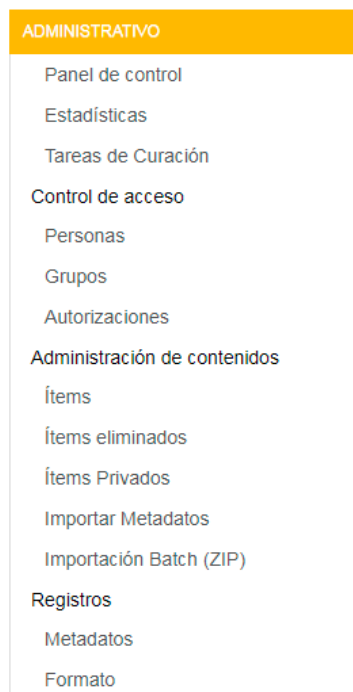 ADMINISTRATIVO
Panel de control
Estadísticas
Tareas de Curación
Control de acceso
Personas
Grupos
Autorizaciones
Administración de contenidos
Ítems
Ítems eliminados
Ítems Privados
Importar Metadatos
Importación Batch (ZIP)
Registros
Metadatos
Formato